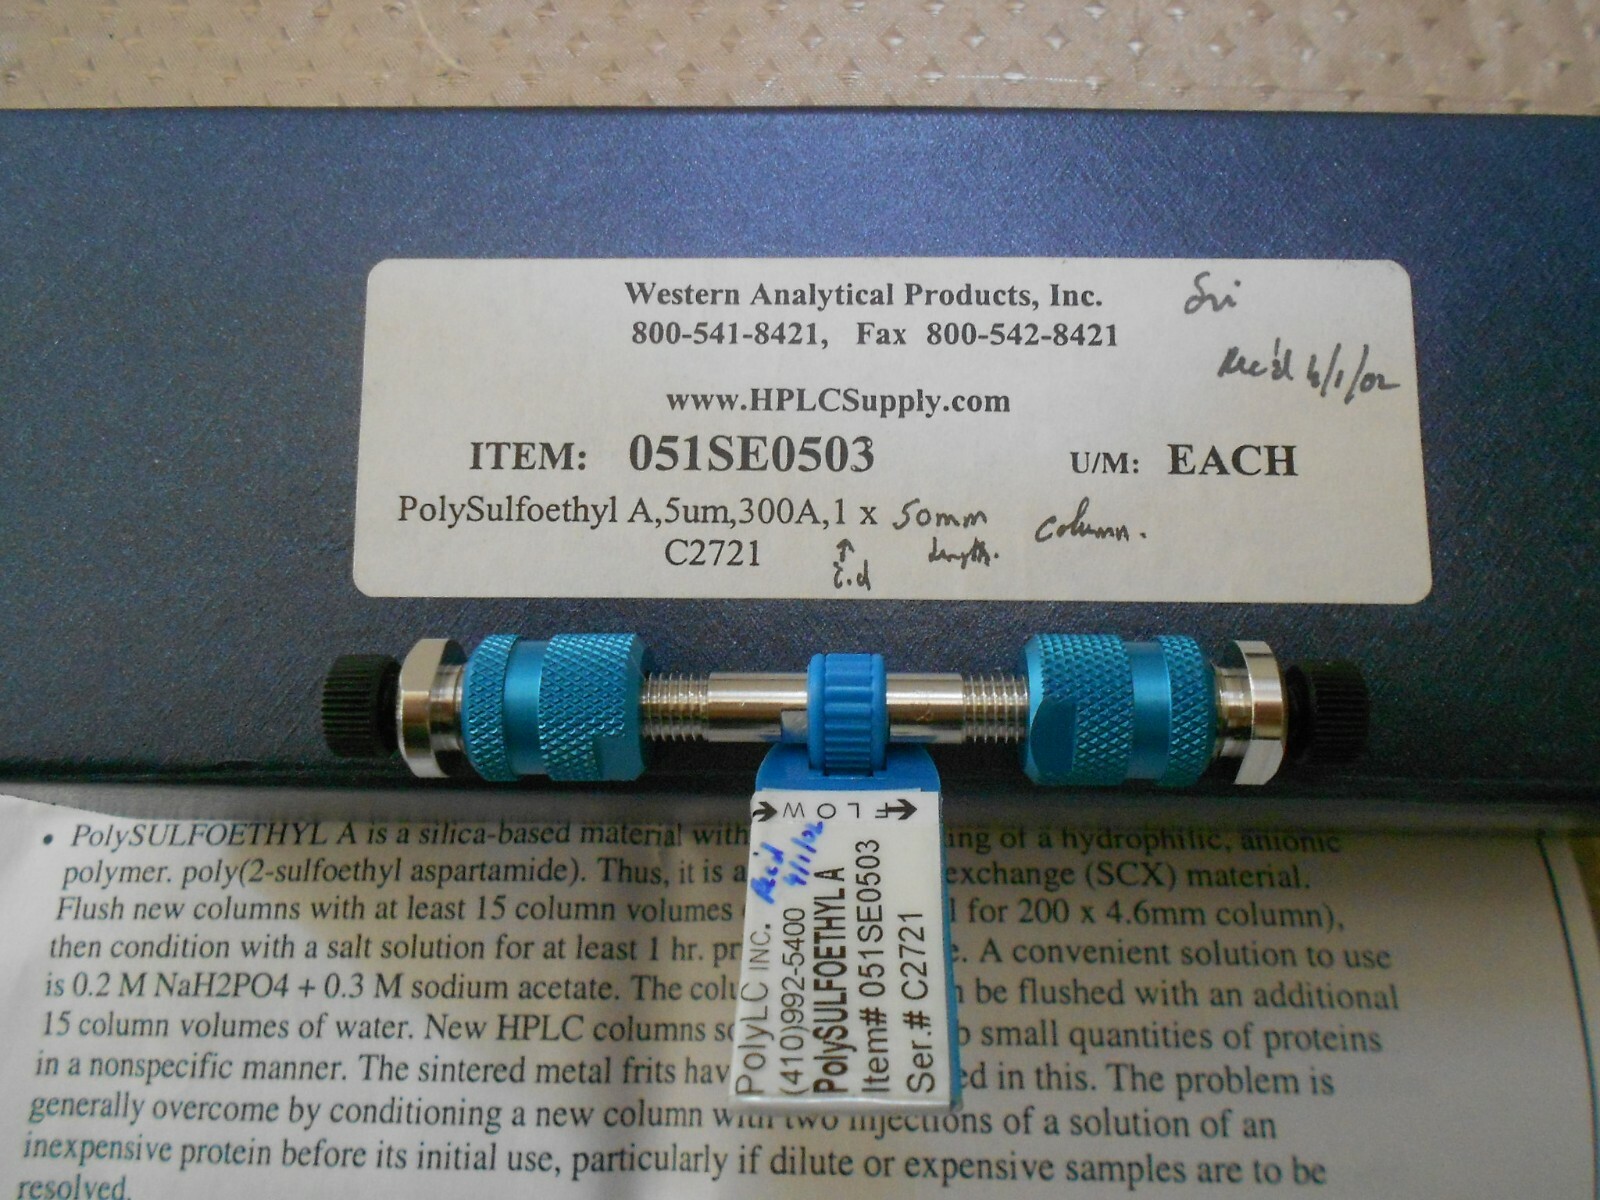 Western Analytical Products, Inc.
Sri
800-541-8421, Fax 800-542-8421
Rec'd 4/1/02
www.HPLCSupply.com
ITEM: 051SE0503 U/M: EACH
PolySulfoethyl A,5um,300A,1 x 50mm column.
C2721 ↑ i.d length.
FLOW
PolyLC INC. Rec'd 4/1/02
(410)992-5400
PolySULFOETHYL A
Item# 051SE0503
Ser.# C2721
• PolySULFOETHYL A is a silica-based material with ing of a hydrophilic, anionic
polymer. poly(2-sulfoethyl aspartamide). Thus, it is a exchange (SCX) material.
Flush new columns with at least 15 column volumes l for 200 x 4.6mm column),
then condition with a salt solution for at least 1 hr. pr e. A convenient solution to use
is 0.2 M NaH2PO4 + 0.3 M sodium acetate. The colu be flushed with an additional
15 column volumes of water. New HPLC columns so small quantities of proteins
in a nonspecific manner. The sintered metal frits hav ed in this. The problem is
generally overcome by conditioning a new column with two injections of a solution of an
inexpensive protein before its initial use, particularly if dilute or expensive samples are to be
resolved.